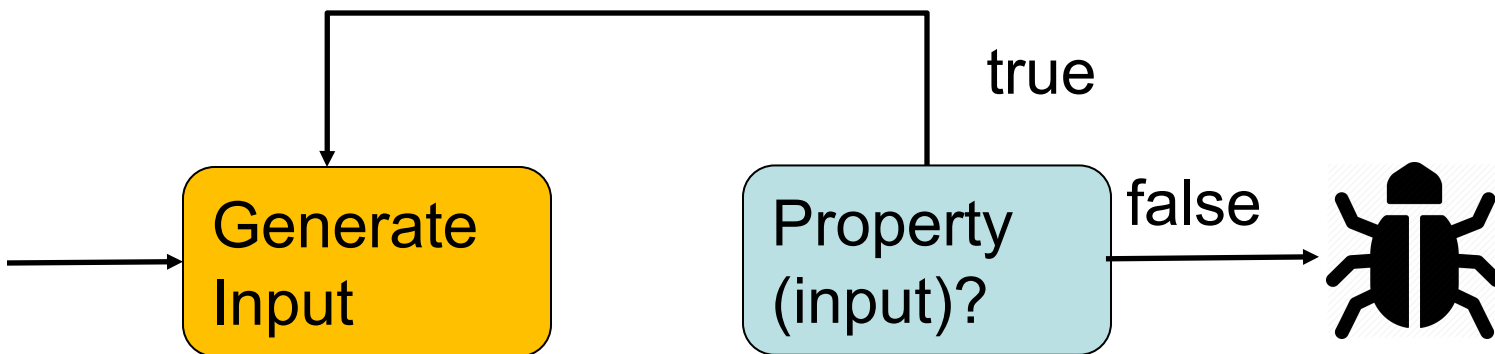 true
Generate
Input
Property
(input)?
false